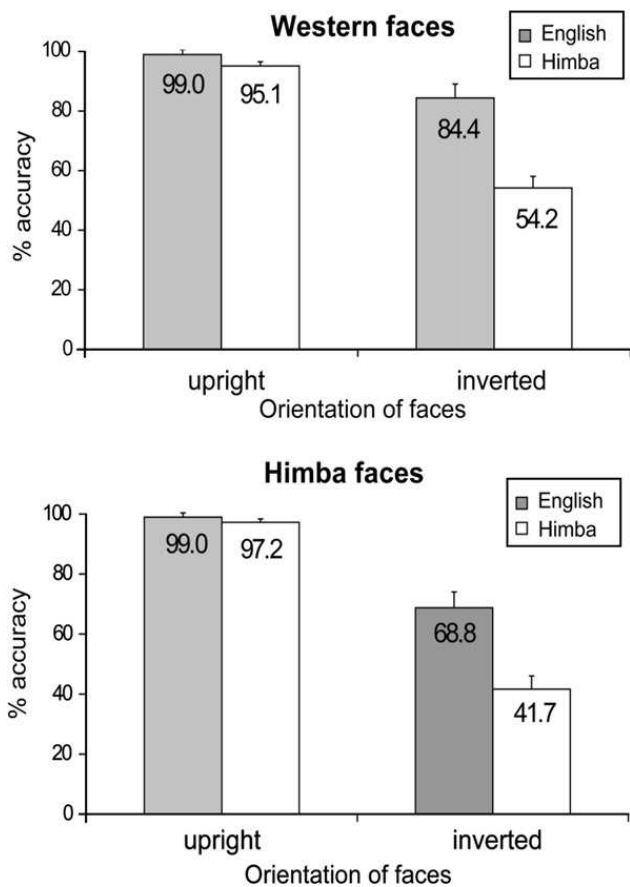 Western faces
English
Himba
% accuracy
100
80
60
40
20
0
99.0
95.1
84.4
54.2
upright
inverted
Orientation of faces
Himba faces
English
Himba
% accuracy
100
80
60
40
20
0
99.0
97.2
68.8
41.7
upright
inverted
Orientation of faces